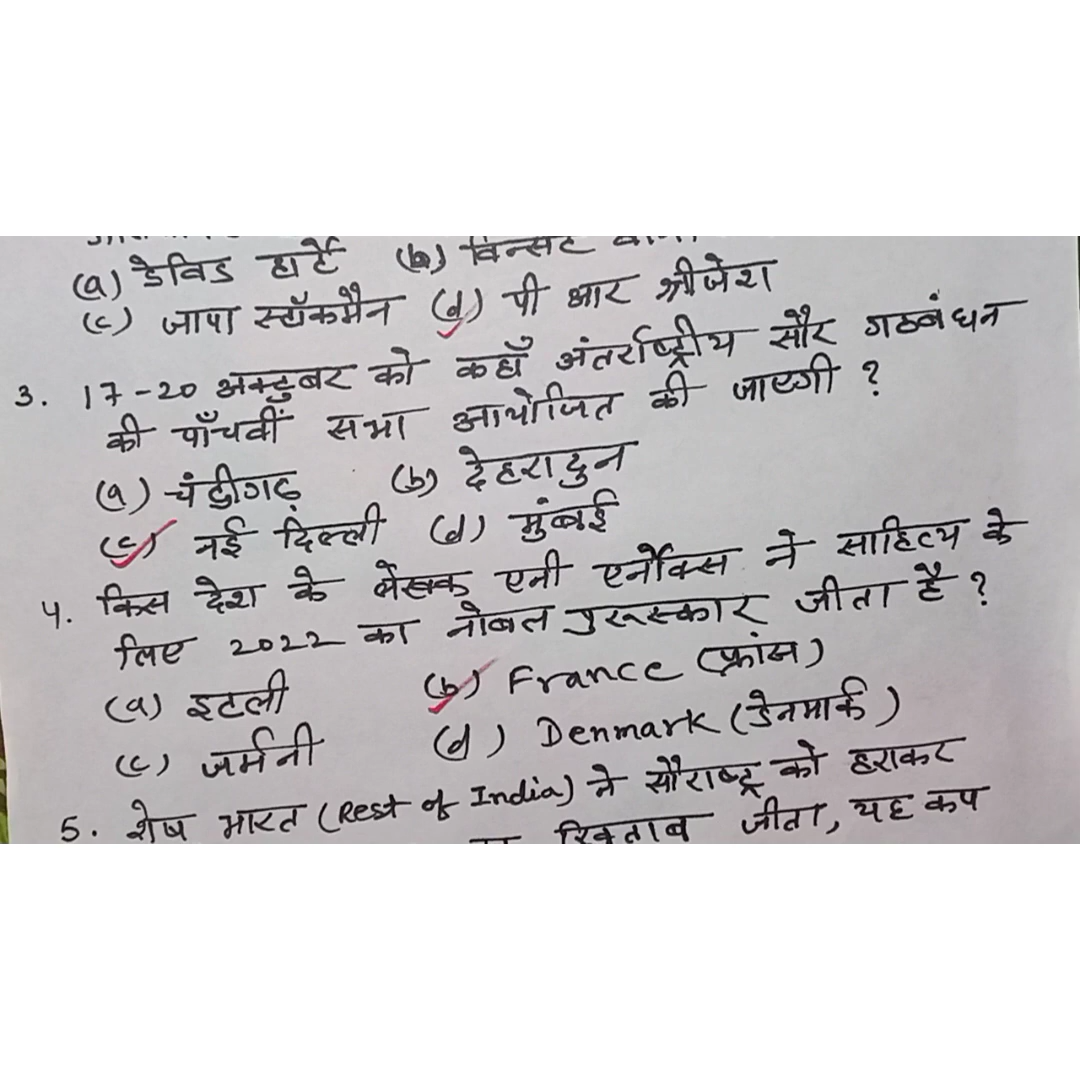 (a) डेविड हार्टे (b) विन्सेट
(c) जापा स्टॉकमैन (d) पी आर श्रीजेश
3. 17-20 अक्टुबर को कहाँ अंतर्राष्ट्रीय सौर गठबंधन
की पाँचवीं सभा आयोजित की जाएगी ?
(a) चंडीगढ़ (b) देहरादुन
(c) नई दिल्ली (d) मुंबई
4. किस देश के लेखक एनी एर्नोक्स ने साहित्य के
लिए 2022 का नोबल पुरूस्कार जीता है ?
(a) इटली (b) France (फ्रांस)
(c) जर्मनी (d) Denmark (डेनमार्क)
5. शेष भारत (Rest of India) ने सौराष्ट्र को हराकर
खिताब जीता, यह कप